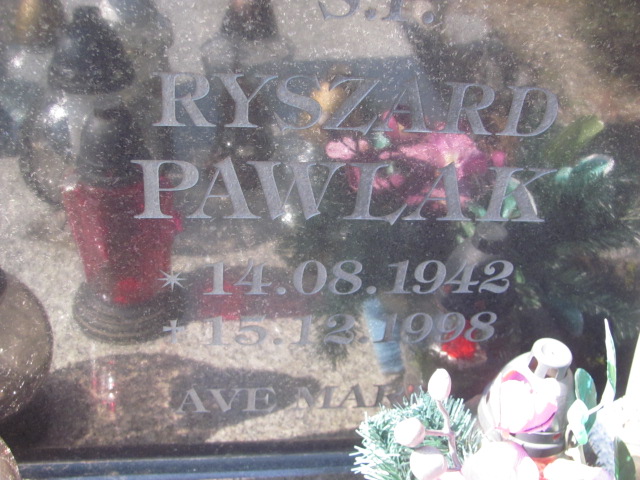 Ś.P.
RYSZARD
PAWLAK
* 14.08.1942
+ 15.12.1998
AVE